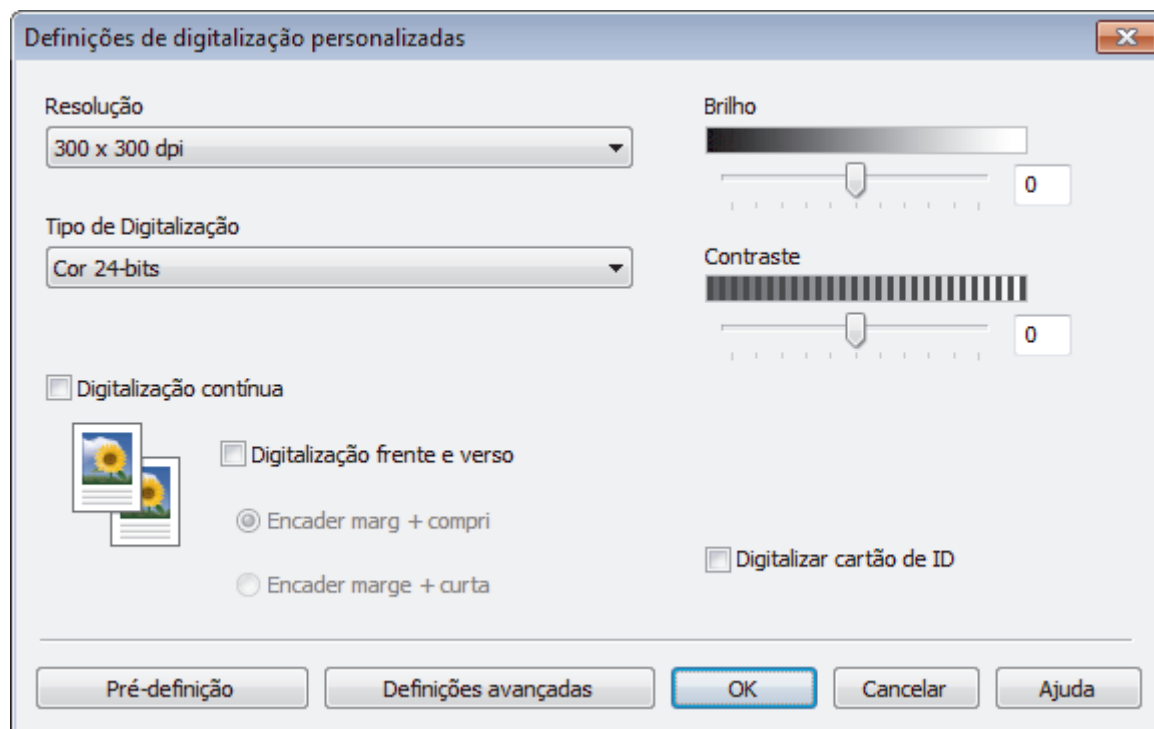 Definições de digitalização personalizadas
Resolução
300 x 300 dpi
Tipo de Digitalização
Cor 24-bits
Brilho
0
Contraste
0
Digitalização contínua
Digitalização frente e verso
Encader marg + compri
Encader marge + curta
Digitalizar cartão de ID
Pré-definição
Definições avançadas
OK
Cancelar
Ajuda